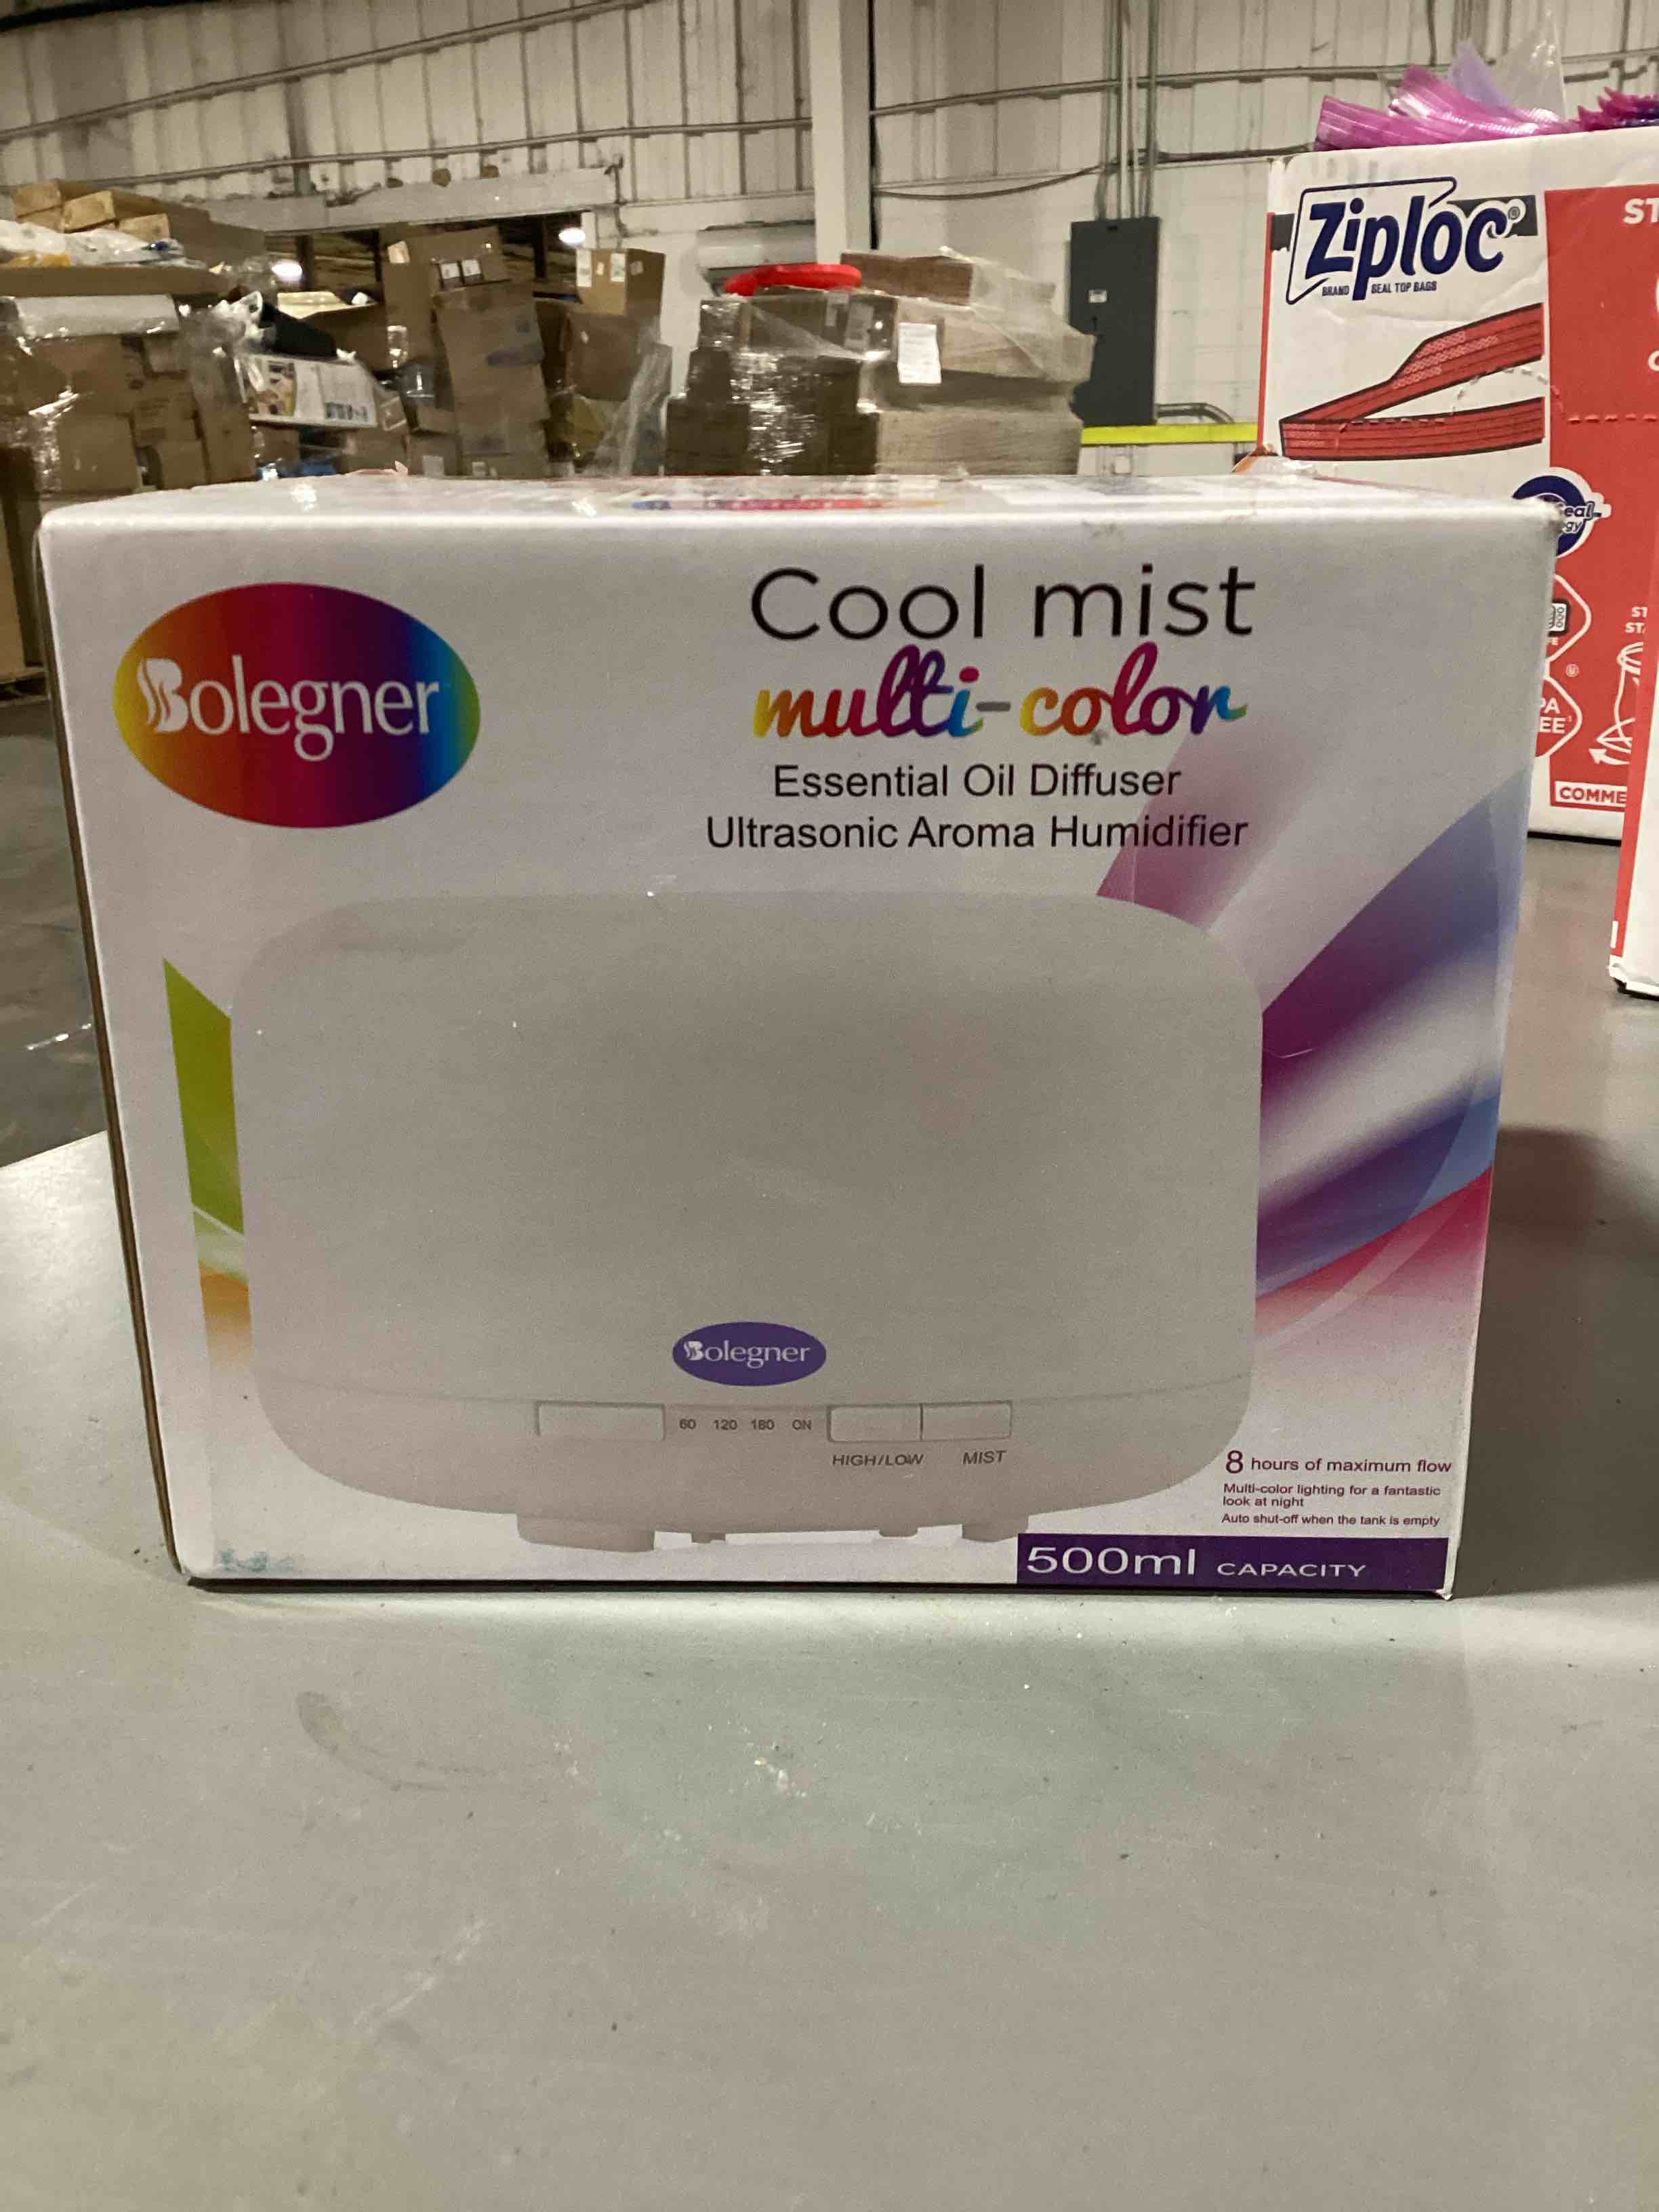 Ziploc®
BRAND SEAL TOP BAGS
ST
Bolegner
Cool mist
multi-color
Essential Oil Diffuser
Ultrasonic Aroma Humidifier
COMME
Bolegner
60 120 180 ON
HIGH/LOW MIST
8 hours of maximum flow
Multi-color lighting for a fantastic
look at night
Auto shut-off when the tank is empty
500ml CAPACITY